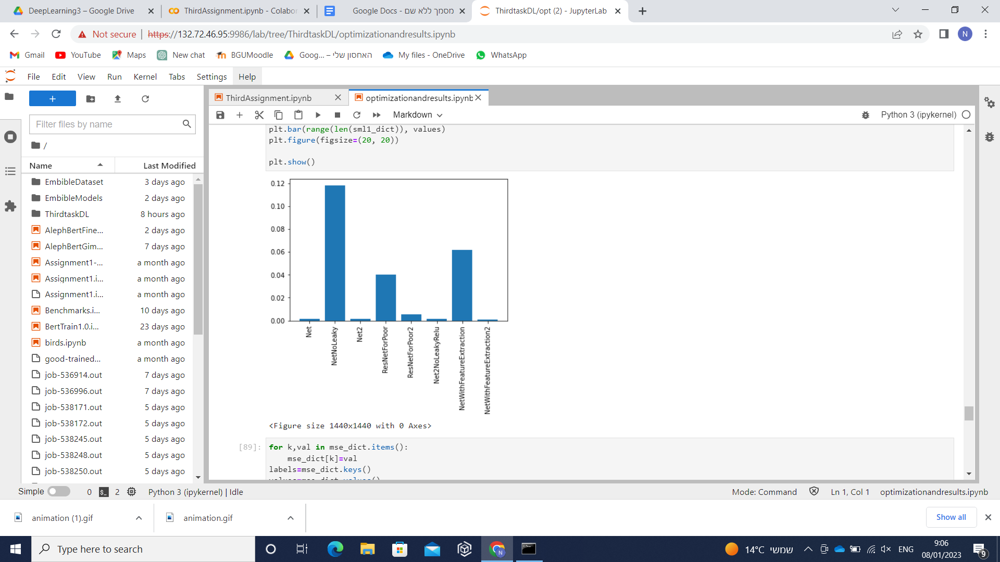 DeepLearning3 – Google Drive
ThirdAssignment.ipynb - Colabor
מסמך ללא שם - Google Docs
ThirdtaskDL/opt (2) - JupyterLab
Not secure | https://132.72.46.95:9986/lab/tree/ThirdtaskDL/optimizationandresults.ipynb
N
Gmail YouTube Maps New chat BGUMoodle האחסון שלי – ...Goog My files - OneDrive WhatsApp
File Edit View Run Kernel Tabs Settings Help
ThirdAssignment.ipynb
optimizationandresults.ipynb
Markdown
Python 3 (ipykernel)
Filter files by name
/
Name Last Modified
EmbibleDataset 3 days ago
EmbibleModels 2 days ago
ThirdtaskDL 8 hours ago
AlephBertFine... 2 days ago
AlephBertGim... 7 days ago
Assignment1-... a month ago
Assignment1.i... a month ago
Assignment1.i... a month ago
Benchmarks.i... 10 days ago
BertTrain1.0.i... 23 days ago
birds.ipynb a month ago
good-trained... a month ago
job-536914.out 7 days ago
job-536996.out 7 days ago
job-538171.out 5 days ago
job-538172.out 5 days ago
job-538245.out 5 days ago
job-538248.out 5 days ago
job-538250.out 5 days ago
plt.bar(range(len(sml1_dict)), values)
plt.figure(figsize=(20, 20))
plt.show()
0.12
0.10
0.08
0.06
0.04
0.02
0.00
Net
NetNoLeaky
Net2
ResNetForPoor
ResNetForPoor2
Net2NoLeakyRelu
NetWithFeatureExtraction
NetWithFeatureExtraction2
<Figure size 1440x1440 with 0 Axes>
[89]: for k,val in mse_dict.items():
mse_dict[k]=val
labels=mse_dict.keys()
values=mse_dict.values()
Simple 0 $_ 2 Python 3 (ipykernel) | Idle
Mode: Command Ln 1, Col 1 optimizationandresults.ipynb
animation (1).gif
animation.gif
Show all
Type here to search
N
14°C שמשי
ENG
9:06
08/01/2023
9